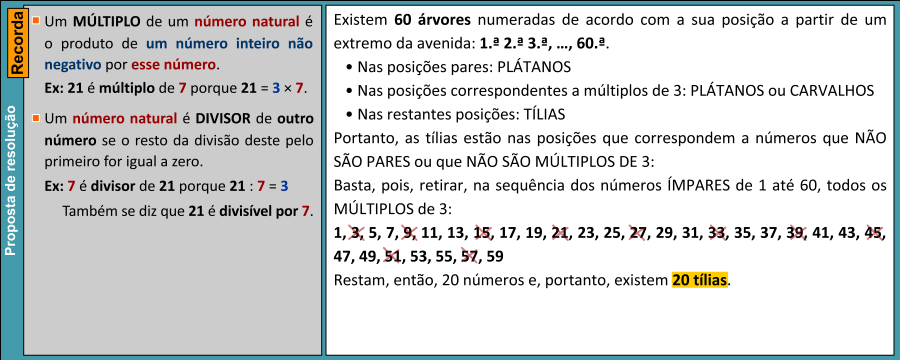 Recorda
Proposta de resolução
Um MÚLTIPLO de um número natural é
o produto de um número inteiro não
negativo por esse número.
Ex: 21 é múltiplo de 7 porque 21 = 3 × 7.
Um número natural é DIVISOR de outro
número se o resto da divisão deste pelo
primeiro for igual a zero.
Ex: 7 é divisor de 21 porque 21 : 7 = 3
Também se diz que 21 é divisível por 7.
Existem 60 árvores numeradas de acordo com a sua posição a partir de um
extremo da avenida: 1.ª 2.ª 3.ª, ..., 60.ª.
• Nas posições pares: PLÁTANOS
• Nas posições correspondentes a múltiplos de 3: PLÁTANOS ou CARVALHOS
• Nas restantes posições: TÍLIAS
Portanto, as tílias estão nas posições que correspondem a números que NÃO
SÃO PARES ou que NÃO SÃO MÚLTIPLOS DE 3:
Basta, pois, retirar, na sequência dos números ÍMPARES de 1 até 60, todos os
MÚLTIPLOS de 3:
1, 3, 5, 7, 9, 11, 13, 15, 17, 19, 21, 23, 25, 27, 29, 31, 33, 35, 37, 39, 41, 43, 45,
47, 49, 51, 53, 55, 57, 59
Restam, então, 20 números e, portanto, existem 20 tílias.